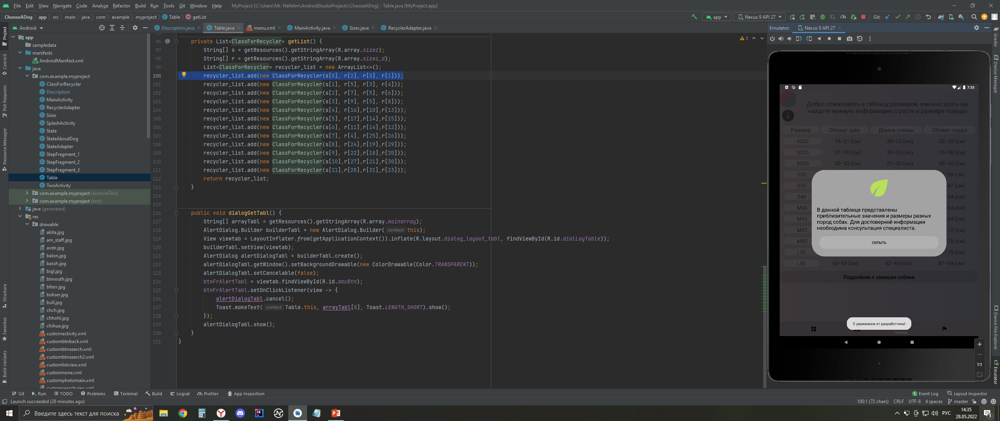 File Edit View Navigate Code Analyze Refactor Build Run Tools Git Window Help MyProject [C:\Users\Mr. Nefelim\AndroidStudioProjects\ChooseADog] - Table.java [MyProject.app]
ChooseADog app src main java com example myproject Table getList
app Nexus 9 API 27 Git:
Android
Description.java Table.java menu.xml MainActivity.java Sizes.java RecyclerAdapter.java
Project
Commit
Pull Requests
Resource Manager
Structure
Favorites
Build Variants
app
sampledata
manifests
AndroidManifest.xml
java
com.example.myproject
ClassForRecycler
Description
MainActivity
RecyclerAdapter
Sizes
SplashActivity
State
StateAboutDog
StateAdapter
StepFragment_1
StepFragment_2
StepFragment_3
Table
TwoActivity
com.example.myproject (androidTest)
com.example.myproject (test)
java (generated)
res
drawable
akita.jpg
am_staff.jpg
avstr.jpg
balon.jpg
bassh.jpg
bigl.jpg
blmouth.jpg
blterr.jpg
bokser.jpg
bull.jpg
chch.jpg
chhohl.jpg
chihua.jpg
customactivity.xml
custombtnback.xml
custombtnsearch.xml
custombtnsearch2.xml
customlistview.xml
customnone.xml
customphotomain.xml
customsearchview.xml
1
95
96 @ private List<ClassForRecycler> getList() {
97 String[] s = getResources().getStringArray(R.array.sizez);
98 String[] r = getResources().getStringArray(R.array.sizez_d);
99 List<ClassForRecycler> recycler_list = new ArrayList<>();
100 recycler_list.add(new ClassForRecycler(s[0], r[2], r[0], r[1]));
101 recycler_list.add(new ClassForRecycler(s[1], r[5], r[3], r[4]));
102 recycler_list.add(new ClassForRecycler(s[2], r[7], r[5], r[6]));
103 recycler_list.add(new ClassForRecycler(s[3], r[9], r[5], r[8]));
104 recycler_list.add(new ClassForRecycler(s[4], r[16],r[10],r[13]));
105 recycler_list.add(new ClassForRecycler(s[5], r[17],r[14],r[15]));
106 recycler_list.add(new ClassForRecycler(s[6], r[11],r[14],r[12]));
107 recycler_list.add(new ClassForRecycler(s[7], r[4], r[25],r[26]));
108 recycler_list.add(new ClassForRecycler(s[8], r[24],r[19],r[29]));
109 recycler_list.add(new ClassForRecycler(s[9], r[22],r[18],r[20]));
110 recycler_list.add(new ClassForRecycler(s[10],r[27],r[21],r[30]));
111 recycler_list.add(new ClassForRecycler(s[11],r[28],r[31],r[23]));
112 return recycler_list;
113 }
114
115
116 public void dialogGetTabl() {
117 String[] arrayTabl = getResources().getStringArray(R.array.mainarray);
118 AlertDialog.Builder builderTabl = new AlertDialog.Builder( context: this);
119 View viewtab = LayoutInflater.from(getApplicationContext()).inflate(R.layout.dialog_layout_tabl, findViewById(R.id.dialLayTable));
120 builderTabl.setView(viewtab);
121 AlertDialog alertDialogTabl = builderTabl.create();
122 alertDialogTabl.getWindow().setBackgroundDrawable(new ColorDrawable(Color.TRANSPARENT));
123 alertDialogTabl.setCancelable(false);
124 btnFrAlertTabl = viewtab.findViewById(R.id.abcBtn);
125 btnFrAlertTabl.setOnClickListener(view -> {
126 alertDialogTabl.cancel();
127 Toast.makeText( context: Table.this, arrayTabl[0], Toast.LENGTH_SHORT).show();
128 });
129 alertDialogTabl.show();
130 }
131 }
Emulator: Nexus 9 API 27
7:35
Добро пожаловать в таблицу размеров, именно здесь вы
найдете нужную информацию о росте и размере породы
Размер Обхват шеи Длина спины Обхват груди
XS22 19–21 (см) 20–22 (см) 33–35 (см)
XS25 27–30 (см) 20–25 (см) 35–38 (см)
XS30 30–33 (см) 27–30 (см) 43–45 (см)
S30 –59 (см)
S35 47 (см)
S40 –54 (см)
M40 –64 (см)
M45 –64 (см)
M47 –72 (см)
M50 –78 (см)
L55 –79 (см)
L65 60–65 (см) 62–65 (см) 87–89 (см)
В данной таблице представлены
приблизительные значения и размеры разных
пород собак. Для достоверной информации
необходима консультация специалиста.
СКРЫТЬ
Подробнее о замерах собаки
С уважением от разработчика!
Таблица
1:1
Gradle
Device Manager
Device File Explorer
Emulator
Git Run TODO Problems Terminal Build Logcat Profiler App Inspection 1 Event Log Layout Inspector
Launch succeeded (28 minutes ago) 100:1 (72 chars) CRLF UTF-8 4 spaces master
Введите здесь текст для поиска
РУС
14:35
28.05.2022
3